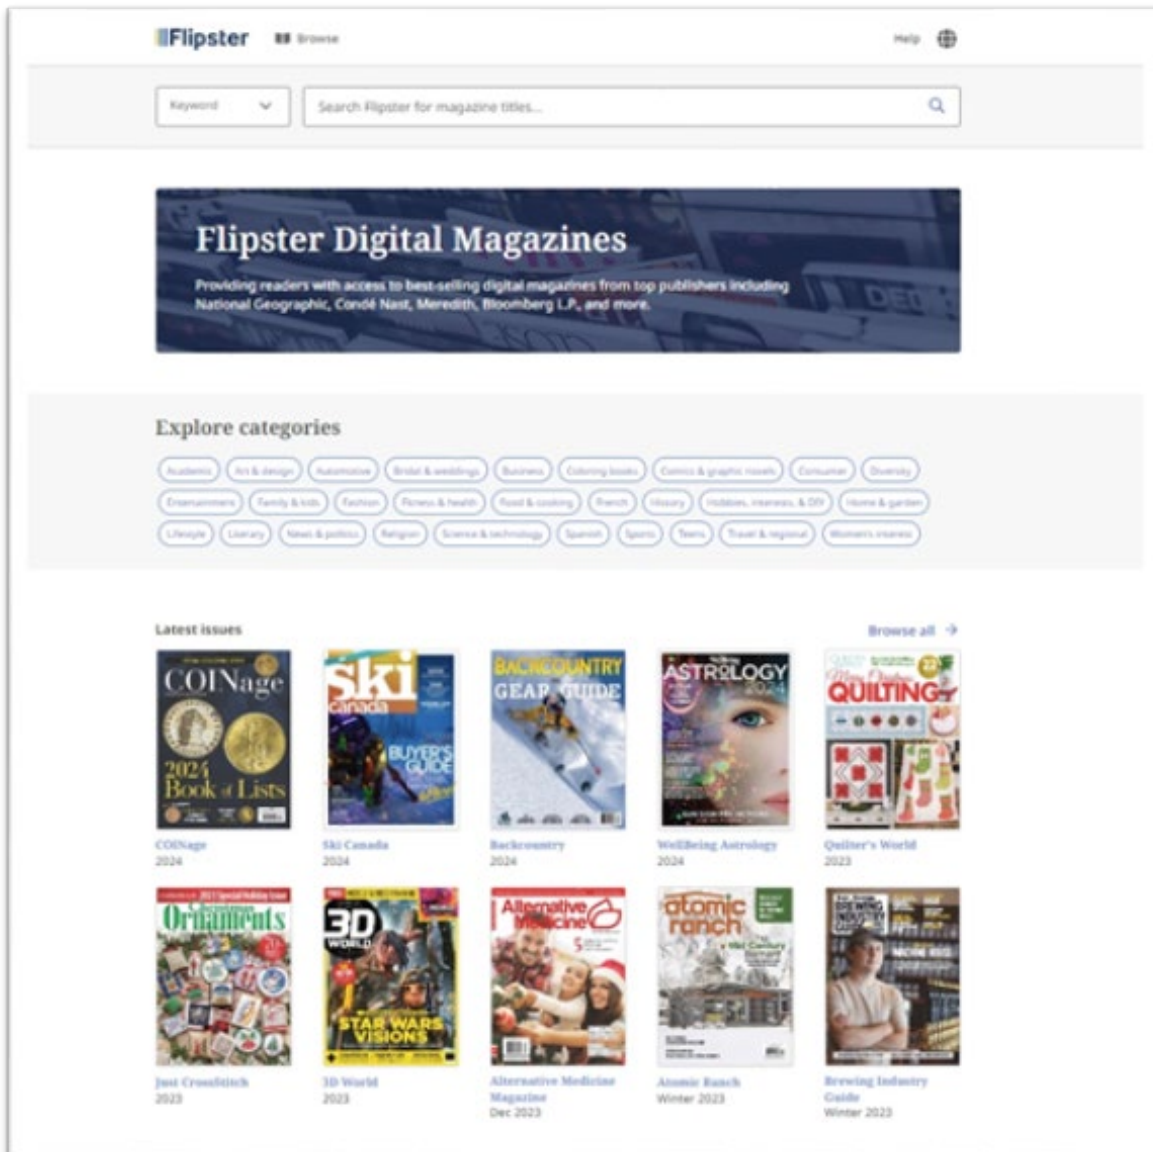 Flipster Browse Help
Keyword Search Flipster for magazine titles...
Flipster Digital Magazines
Providing readers with access to best-selling digital magazines from top publishers including
National Geographic, Condé Nast, Meredith, Bloomberg L.P., and more.
Explore categories
Academic Art & design Automotive Bridal & weddings Business Coloring books Comics & graphic novels Consumer Diversity
Entertainment Family & kids Fashion Fitness & health Food & cooking French History Hobbies, interests, & DIY Home & garden
Lifestyle Literary News & politics Religion Science & technology Spanish Sports Teens Travel & regional Women's interest
Latest issues Browse all
COINage
2024
Book of Lists
ski
canada
BUYER'S
GUIDE
BACKCOUNTRY
GEAR GUIDE
ASTROLOGY
2024
QUILTING
COINage
2024
Ski Canada
2024
Backcountry
2024
WellBeing Astrology
2024
Quilter's World
2023
Ornaments
3D
WORLD
STAR WARS
VISIONS
Alternative
Medicine
atomic
ranch
BREWING
INDUSTRY
Just CrossStitch
2023
3D World
2023
Alternative Medicine
Magazine
Dec 2023
Atomic Ranch
Winter 2023
Brewing Industry
Guide
Winter 2023